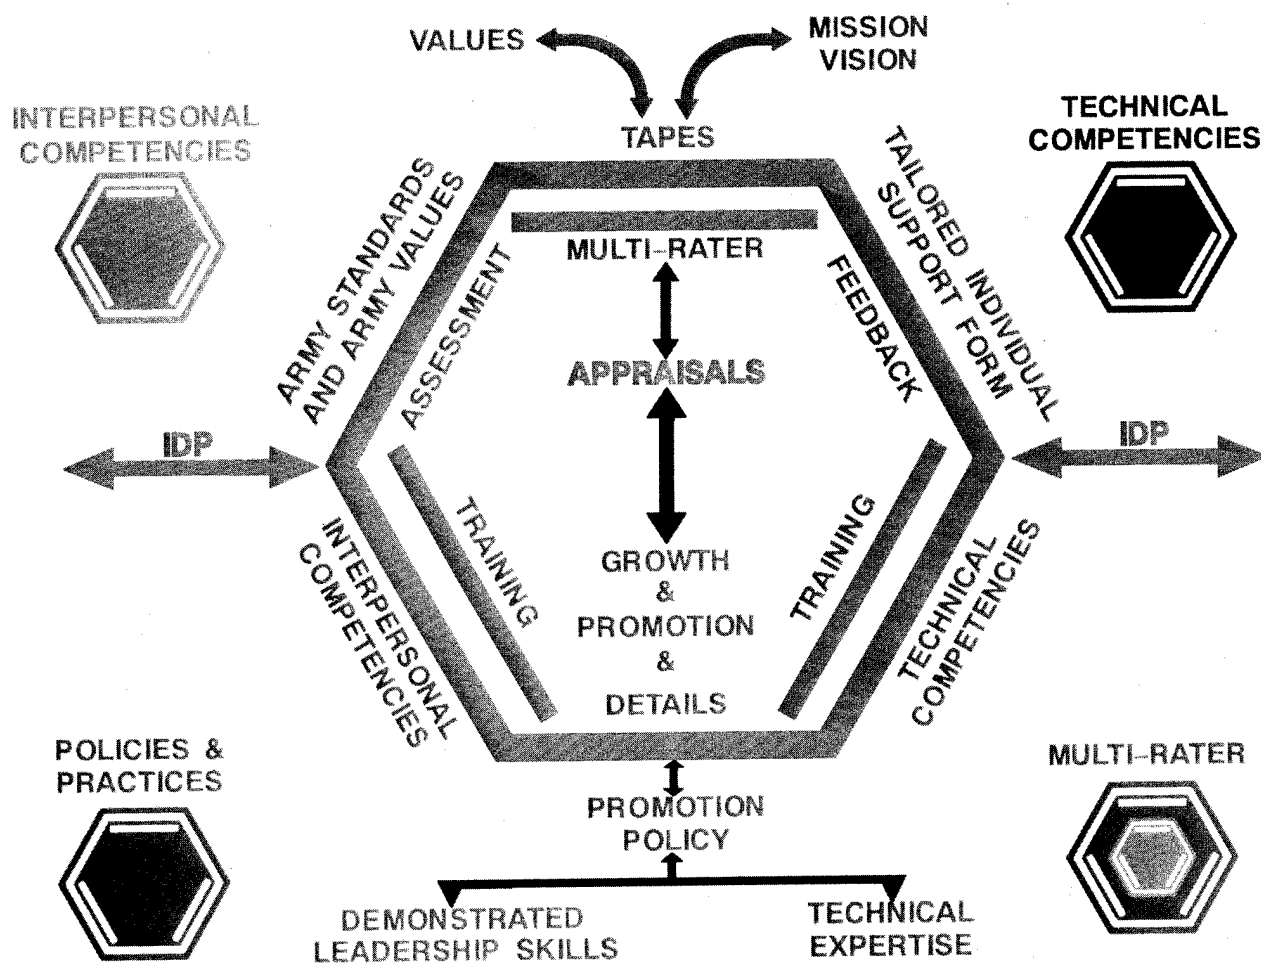 VALUES
MISSION
VISION
INTERPERSONAL
COMPETENCIES
TAPES
TECHNICAL
COMPETENCIES
ARMY STANDARDS
AND ARMY VALUES
TAILORED INDIVIDUAL
SUPPORT FORM
ASSESSMENT
MULTI-RATER
FEEDBACK
APPRAISALS
IDP
IDP
INTERPERSONAL
COMPETENCIES
TRAINING
GROWTH
&
PROMOTION
&
DETAILS
TRAINING
TECHNICAL
COMPETENCIES
POLICIES &
PRACTICES
MULTI-RATER
PROMOTION
POLICY
DEMONSTRATED
LEADERSHIP SKILLS
TECHNICAL
EXPERTISE